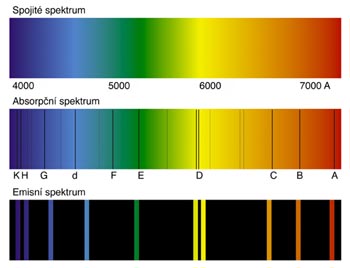 Spojité spektrum
4000 5000 6000 7000 A
Absorpční spektrum
K H G d F E D C B A
Emisní spektrum